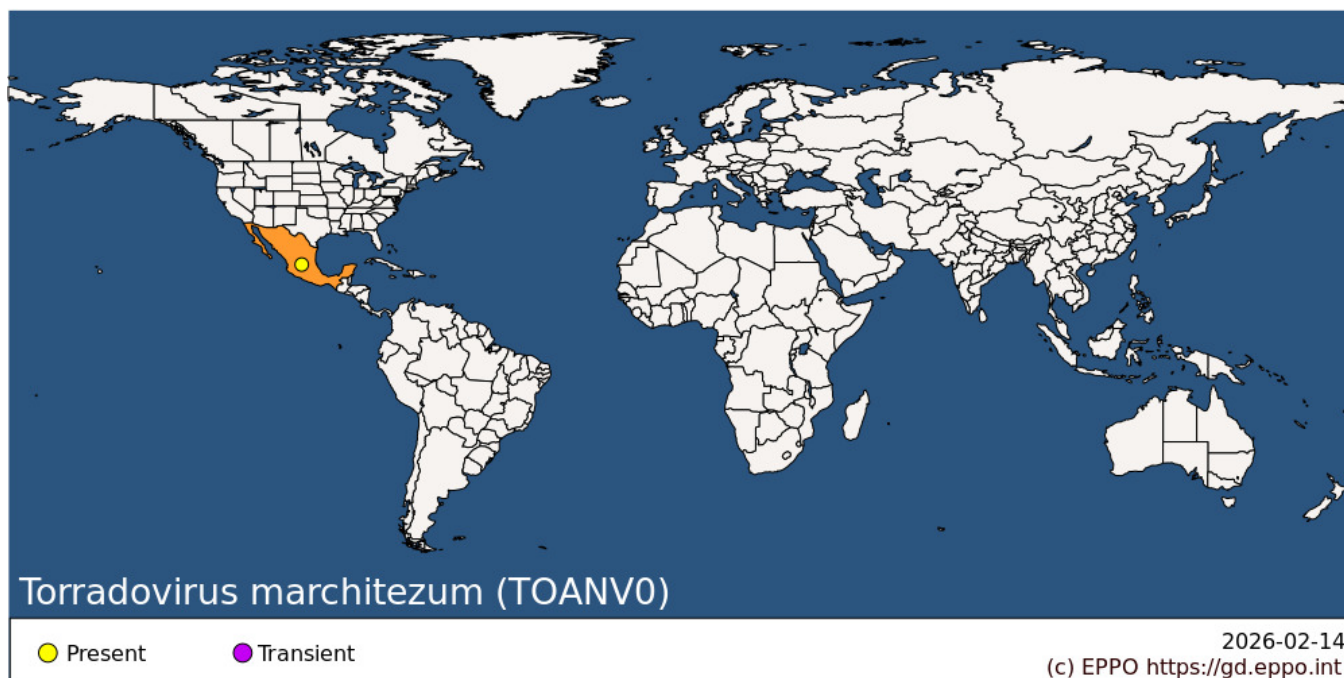 Torradovirus marchitezum (TOANV0)
Present
Transient
2026-02-14
(c) EPPO https://gd.eppo.int